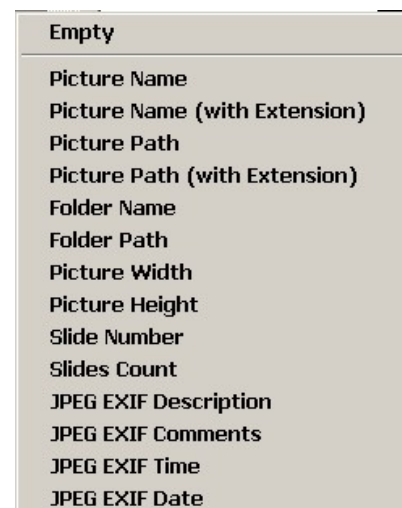 Empty
Picture Name
Picture Name (with Extension)
Picture Path
Picture Path (with Extension)
Folder Name
Folder Path
Picture Width
Picture Height
Slide Number
Slides Count
JPEG EXIF Description
JPEG EXIF Comments
JPEG EXIF Time
JPEG EXIF Date